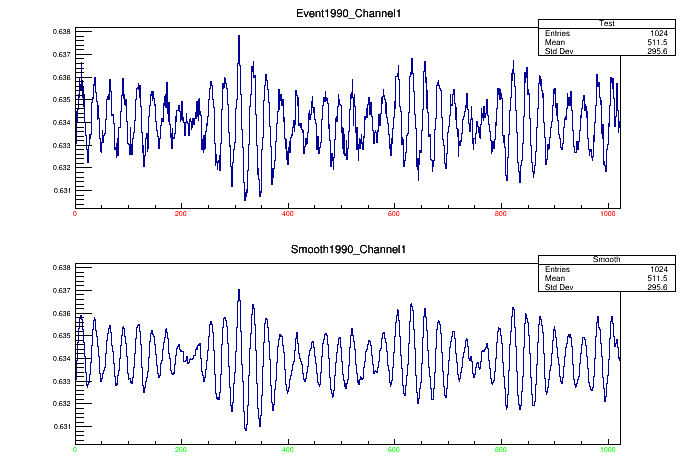 Event1990_Channel1
Test
Entries 1024
Mean 511.5
Std Dev 295.6
0.638
0.637
0.636
0.635
0.634
0.633
0.632
0.631
0 200 400 600 800 1000
Smooth1990_Channel1
Smooth
Entries 1024
Mean 511.5
Std Dev 295.6
0.638
0.637
0.636
0.635
0.634
0.633
0.632
0.631
0 200 400 600 800 1000